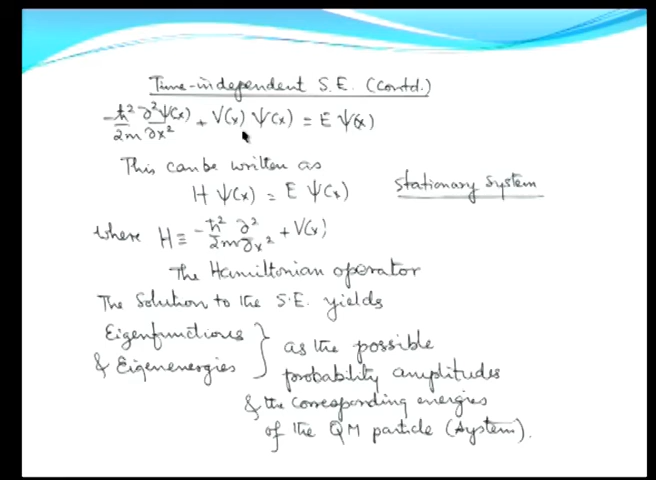 Time-independent S.E. (Contd.)
-ħ²/2m ∂²Ψ(x)/∂x² + V(x) Ψ(x) = E Ψ(x)
This can be written as
H Ψ(x) = E Ψ(x) Stationary System
where H ≡ -ħ²/2m ∂²/∂x² + V(x)
The Hamiltonian operator
The Solution to the S.E. yields
Eigenfunctions } as the possible
& Eigenenergies probability amplitudes
& the corresponding energies
of the QM particle (System).